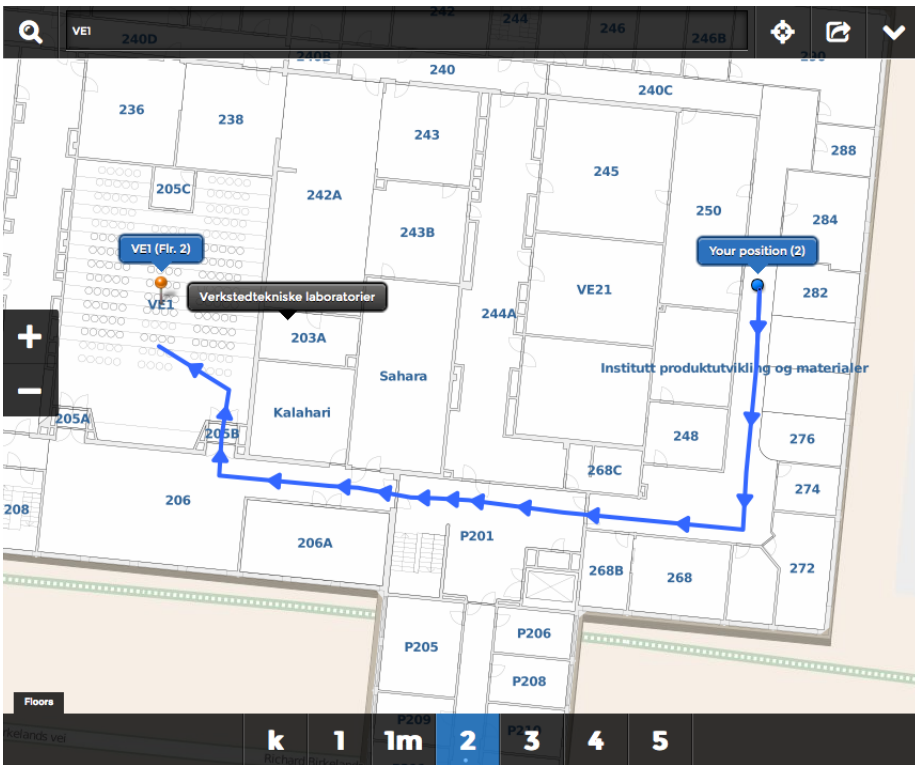 VE1
242
244
246
240D
246B
240B
290
240
240C
236
238
243
288
245
205C
242A
250
284
243B
VE1 (Flr. 2)
Your position (2)
VE21
282
Verkstedtekniske laboratorier
VE1
244A
203A
Institutt produktutvikling og materialer
Sahara
Kalahari
205A
205B
248
276
268C
274
206
208
P201
206A
268B
268
272
P206
P205
P208
Floors
P209
P210
k
1
1m
2
3
4
5
rkelands vei
Richard Birkeland